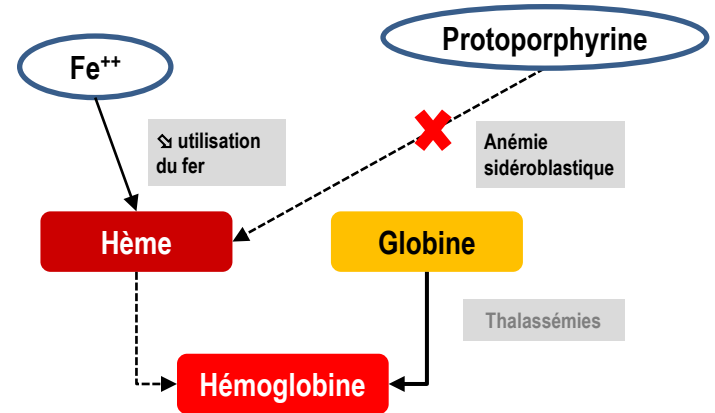 Protoporphyrine
Fe++
⇘ utilisation
du fer
Anémie
sidéroblastique
Hème
Globine
Thalassémies
Hémoglobine